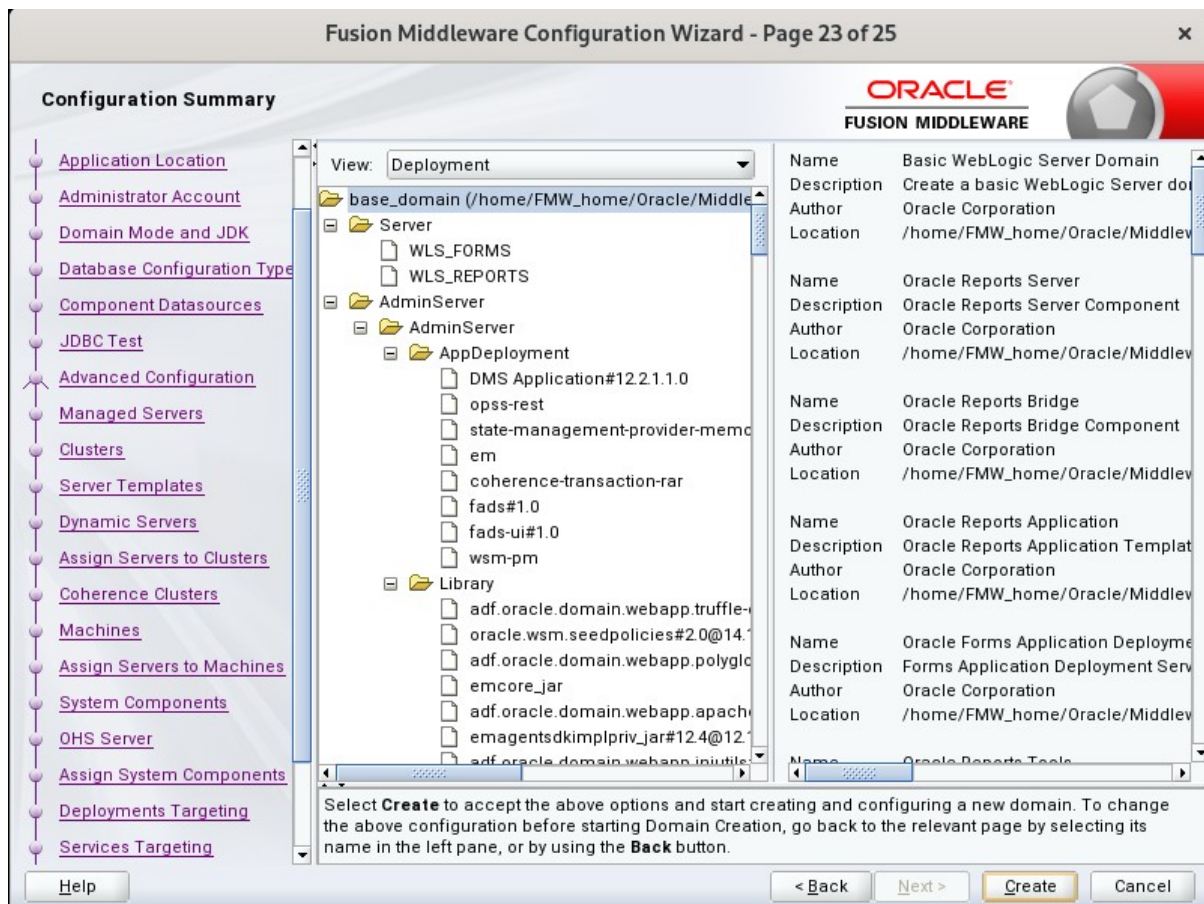 Fusion Middleware Configuration Wizard - Page 23 of 25
Configuration Summary
ORACLE
FUSION MIDDLEWARE
Application Location
Administrator Account
Domain Mode and JDK
Database Configuration Type
Component Datasources
JDBC Test
Advanced Configuration
Managed Servers
Clusters
Server Templates
Dynamic Servers
Assign Servers to Clusters
Coherence Clusters
Machines
Assign Servers to Machines
System Components
OHS Server
Assign System Components
Deployments Targeting
Services Targeting
View: Deployment
base_domain (/home/FMW_home/Oracle/Middle
Server
WLS_FORMS
WLS_REPORTS
AdminServer
AdminServer
AppDeployment
DMS Application#12.2.1.1.0
opss-rest
state-management-provider-memo
em
coherence-transaction-rar
fads#1.0
fads-ui#1.0
wsm-pm
Library
adf.oracle.domain.webapp.truffle-
oracle.wsm.seedpolicies#2.0@14.
adf.oracle.domain.webapp.polyglo
emcore_jar
adf.oracle.domain.webapp.apache
emagentsdkimplpriv_jar#12.4@12.
Name Basic WebLogic Server Domain
Description Create a basic WebLogic Server do
Author Oracle Corporation
Location /home/FMW_home/Oracle/Middlew
Name Oracle Reports Server
Description Oracle Reports Server Component
Author Oracle Corporation
Location /home/FMW_home/Oracle/Middlew
Name Oracle Reports Bridge
Description Oracle Reports Bridge Component
Author Oracle Corporation
Location /home/FMW_home/Oracle/Middlew
Name Oracle Reports Application
Description Oracle Reports Application Templat
Author Oracle Corporation
Location /home/FMW_home/Oracle/Middlew
Name Oracle Forms Application Deployme
Description Forms Application Deployment Serv
Author Oracle Corporation
Location /home/FMW_home/Oracle/Middlew
Name Oracle Reports Tools
Select Create to accept the above options and start creating and configuring a new domain. To change
the above configuration before starting Domain Creation, go back to the relevant page by selecting its
name in the left pane, or by using the Back button.
Help
< Back
Next >
Create
Cancel